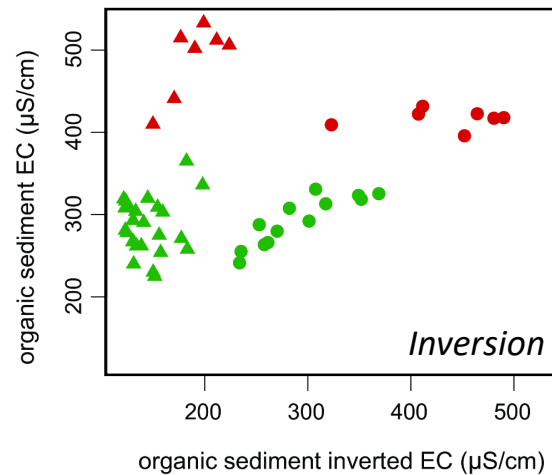 organic sediment EC (µS/cm)
500
400
300
200
Inversion
200 300 400 500
organic sediment inverted EC (µS/cm)